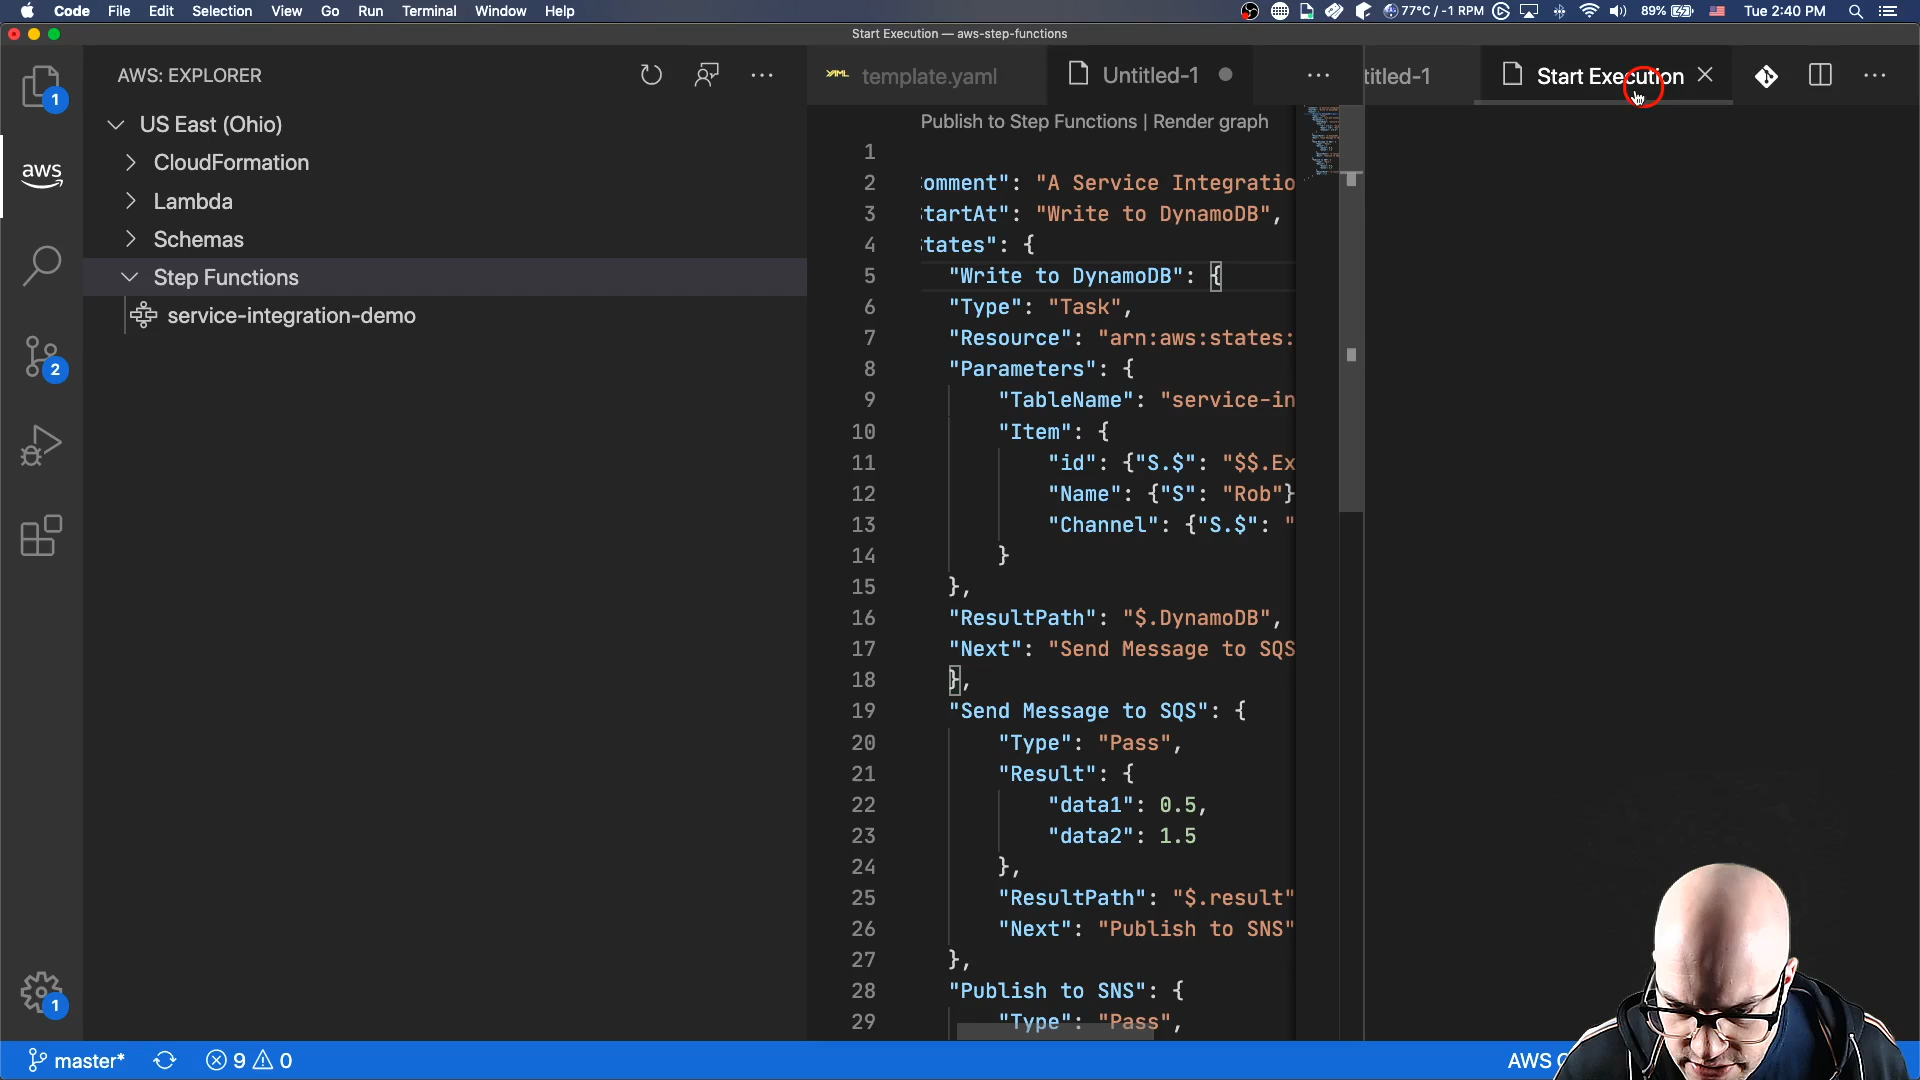 Code File Edit Selection View Go Run Terminal Window Help
77°C / -1 RPM 89% Tue 2:40 PM
Start Execution — aws-step-functions
AWS: EXPLORER
US East (Ohio)
CloudFormation
Lambda
Schemas
Step Functions
service-integration-demo
1
aws
2
1
template.yaml
Untitled-1
titled-1
Start Execution
Publish to Step Functions | Render graph
1
2 omment": "A Service Integratio
3 tartAt": "Write to DynamoDB",
4 tates": {
5 "Write to DynamoDB": {
6 "Type": "Task",
7 "Resource": "arn:aws:states:
8 "Parameters": {
9 "TableName": "service-in
10 "Item": {
11 "id": {"S.$": "$$.Ex
12 "Name": {"S": "Rob"}
13 "Channel": {"S.$": "
14 }
15 },
16 "ResultPath": "$.DynamoDB",
17 "Next": "Send Message to SQS
18 },
19 "Send Message to SQS": {
20 "Type": "Pass",
21 "Result": {
22 "data1": 0.5,
23 "data2": 1.5
24 },
25 "ResultPath": "$.result"
26 "Next": "Publish to SNS"
27 },
28 "Publish to SNS": {
29 "Type": "Pass",
master* 9 0
AWS